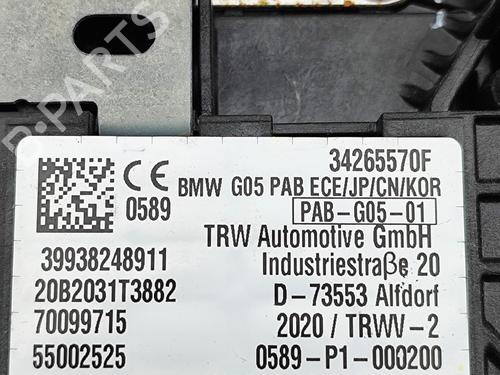 B-PARTS
34265570F
CE BMW G05 PAB ECE/JP/CN/KOR
0589 PAB-G05-01
TRW Automotive GmbH
39938248911 Industriestraße 20
20B2031T3882 D-73553 Alfdorf
70099715 2020 / TRWV-2
55002525 0589-P1-000200